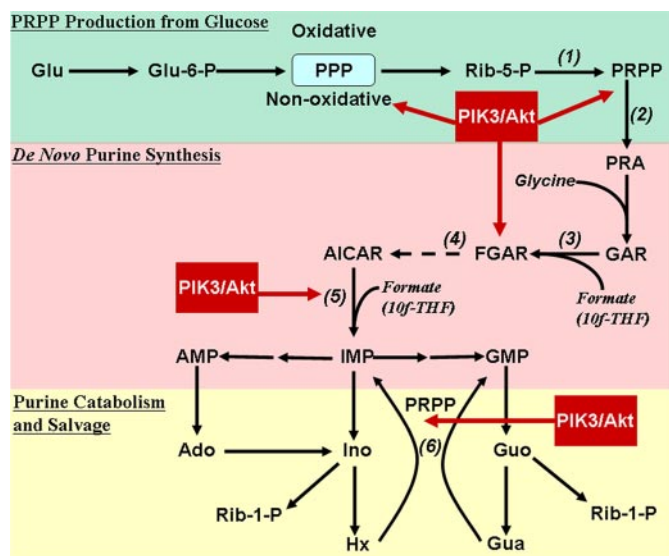 PRPP Production from Glucose
Oxidative
Glu
Glu-6-P
PPP
Rib-5-P
(1)
PRPP
Non-oxidative
PIK3/Akt
(2)
De Novo Purine Synthesis
PRA
Glycine
AICAR
(4)
FGAR
(3)
GAR
PIK3/Akt
(5)
Formate
(10f-THF)
Formate
(10f-THF)
AMP
IMP
GMP
Purine Catabolism
and Salvage
PRPP
PIK3/Akt
Ado
Ino
(6)
Guo
Rib-1-P
Rib-1-P
Hx
Gua